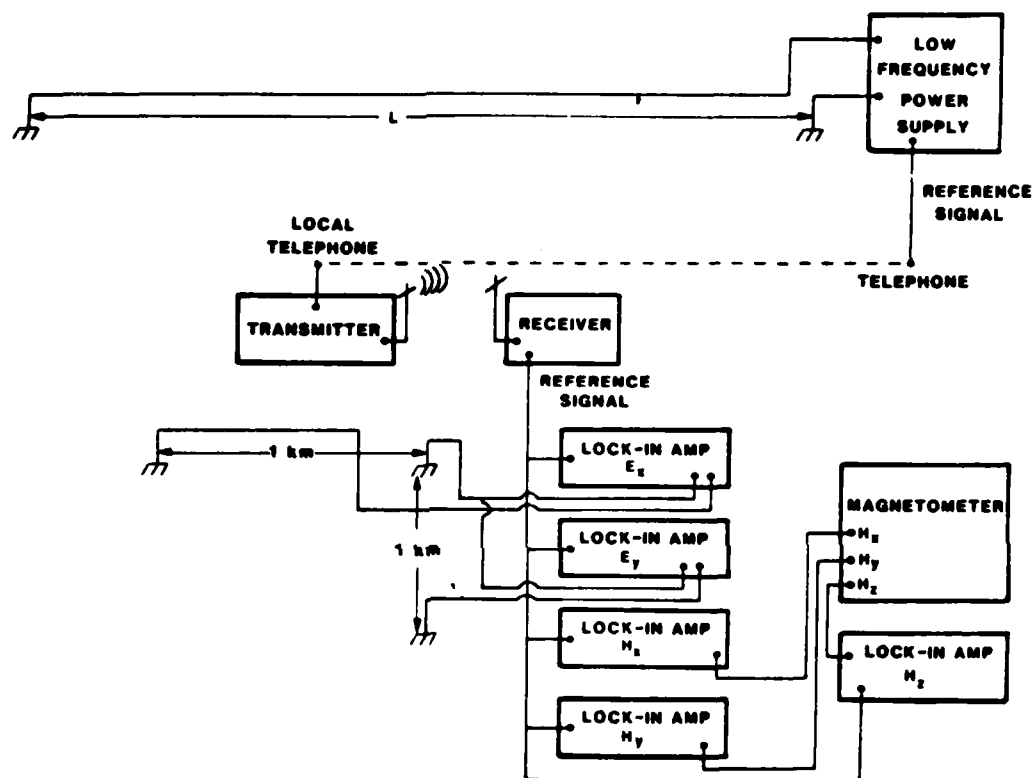 LOW
FREQUENCY
POWER
SUPPLY
L
REFERENCE
SIGNAL
LOCAL
TELEPHONE
TELEPHONE
TRANSMITTER
RECEIVER
REFERENCE
SIGNAL
1 km
1 km
LOCK-IN AMP
Ex
LOCK-IN AMP
Ey
LOCK-IN AMP
Hx
LOCK-IN AMP
Hy
MAGNETOMETER
Hx
Hy
Hz
LOCK-IN AMP
Hz